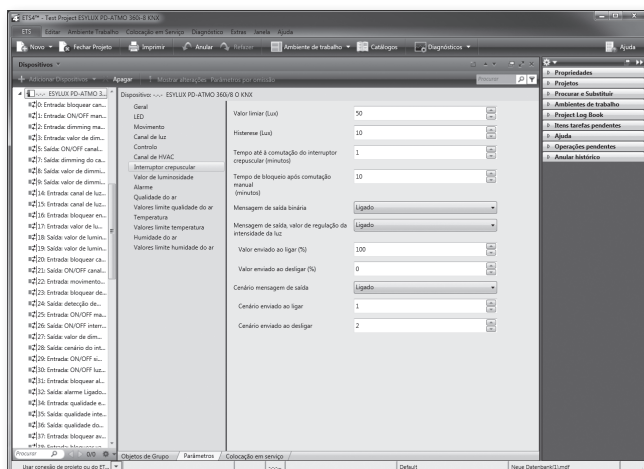 ETS4™ - Test Project ESYLUX PD-ATMO 360i-8 KNX
ETS Editar Ambiente Trabalho Colocação em Serviço Diagnóstico Extras Janela Ajuda
Novo Fechar Projeto Imprimir Anular Refazer Ambiente de trabalho Catálogos Diagnósticos Ajuda
Dispositivos
Adicionar Dispositivos Apagar Mostrar alterações Parâmetros por omissão Procurar
-.-.- ESYLUX PD-ATMO 3...
0: Entrada: bloquear can...
1: Entrada: ON/OFF man...
2: Entrada: dimming ma...
3: Entrada: valor de dim...
5: Saída: ON/OFF canal...
7: Saída: dimming do ca...
8: Saída: valor de dimmi...
9: Saída: valor de dimmi...
14: Entrada: canal de luz...
15: Entrada: canal de luz...
16: Entrada: bloquear en...
17: Entrada: valor de lu...
18: Saída: valor de lumin...
19: Saída: valor de lumin...
20: Entrada: bloquear ca...
21: Saída: ON/OFF canal...
22: Entrada: movimento...
23: Entrada: bloquear de...
24: Saída: detecção de...
25: Entrada: ON/OFF ma...
26: Saída: ON/OFF interr...
27: Saída: valor de dim...
28: Saída: cenário do int...
29: Entrada: ON/OFF si...
30: Entrada: ON/OFF luz...
31: Entrada: bloquear al...
32: Saída: alarme Ligado...
34: Entrada: qualidade e...
35: Saída: qualidade inte...
36: Saída: qualidade do...
37: Entrada: bloquear av...
Procurar 0/0
Dispositivo: -.-.- ESYLUX PD-ATMO 360i/8 O KNX
Geral
LED
Movimento
Canal de luz
Controlo
Canal de HVAC
Interruptor crepuscular
Valor de luminosidade
Alarme
Qualidade do ar
Valores limite qualidade do ar
Temperatura
Valores limite temperatura
Humidade do ar
Valores limite humidade do ar
Valor limiar (Lux) 50
Histerese (Lux) 10
Tempo até à comutação do interruptor 1
crepuscular (minutos)
Tempo de bloqueio após comutação 10
manual
(minutos)
Mensagem de saída binária Ligado
Mensagem de saída, valor de regulação da Ligado
intensidade da luz
Valor enviado ao ligar (%) 100
Valor enviado ao desligar (%) 0
Cenário mensagem de saída Ligado
Cenário enviado ao ligar 1
Cenário enviado ao desligar 2
Objetos de Grupo Parâmetros Colocação em serviço
Propriedades
Projetos
Procurar e Substituir
Ambientes de trabalho
Project Log Book
Itens tarefas pendentes
Ajuda
Operações pendentes
Anular histórico
Usar conexão de projeto ou do ET... Default Neue Datenbank(1).mdf